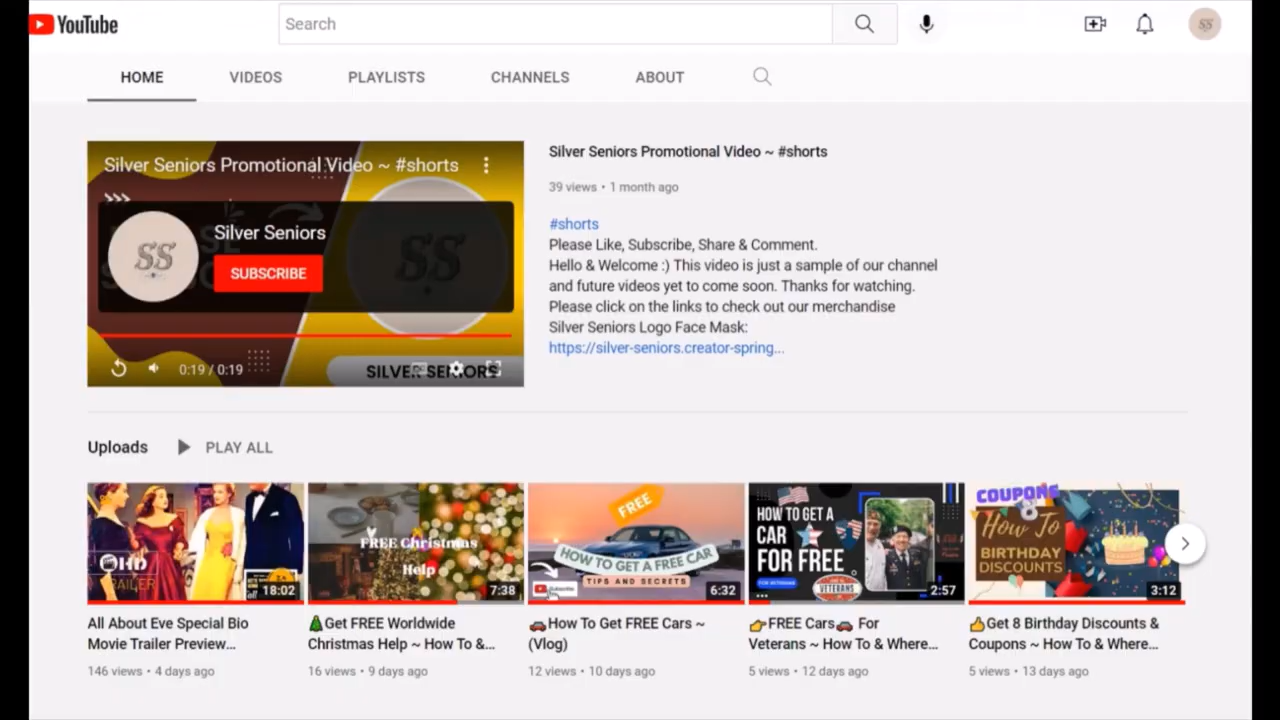 YouTube
Search
SS
HOME VIDEOS PLAYLISTS CHANNELS ABOUT
Silver Seniors Promotional Video ~ #shorts
Silver Seniors
SS
SUBSCRIBE
SS
0:19 / 0:19
SILVER SENIORS
Silver Seniors Promotional Video ~ #shorts
39 views • 1 month ago
#shorts
Please Like, Subscribe, Share & Comment.
Hello & Welcome :) This video is just a sample of our channel
and future videos yet to come soon. Thanks for watching.
Please click on the links to check out our merchandise
Silver Seniors Logo Face Mask:
https://silver-seniors.creator-spring...
Uploads PLAY ALL
HD
TRAILER
18:02
FREE Christmas
Help
7:38
FREE
HOW TO GET A FREE CAR
TIPS AND SECRETS
Subscribe
6:32
HOW TO GET A
CAR
FOR FREE
FOR VETERANS
VETERANS
2:57
COUPONS
8
How To
BIRTHDAY
DISCOUNTS
3:12
All About Eve Special Bio
Movie Trailer Preview…
146 views • 4 days ago
Get FREE Worldwide
Christmas Help ~ How To &…
16 views • 9 days ago
How To Get FREE Cars ~
(Vlog)
12 views • 10 days ago
FREE Cars For
Veterans ~ How To & Where…
5 views • 12 days ago
Get 8 Birthday Discounts &
Coupons ~ How To & Where…
5 views • 13 days ago